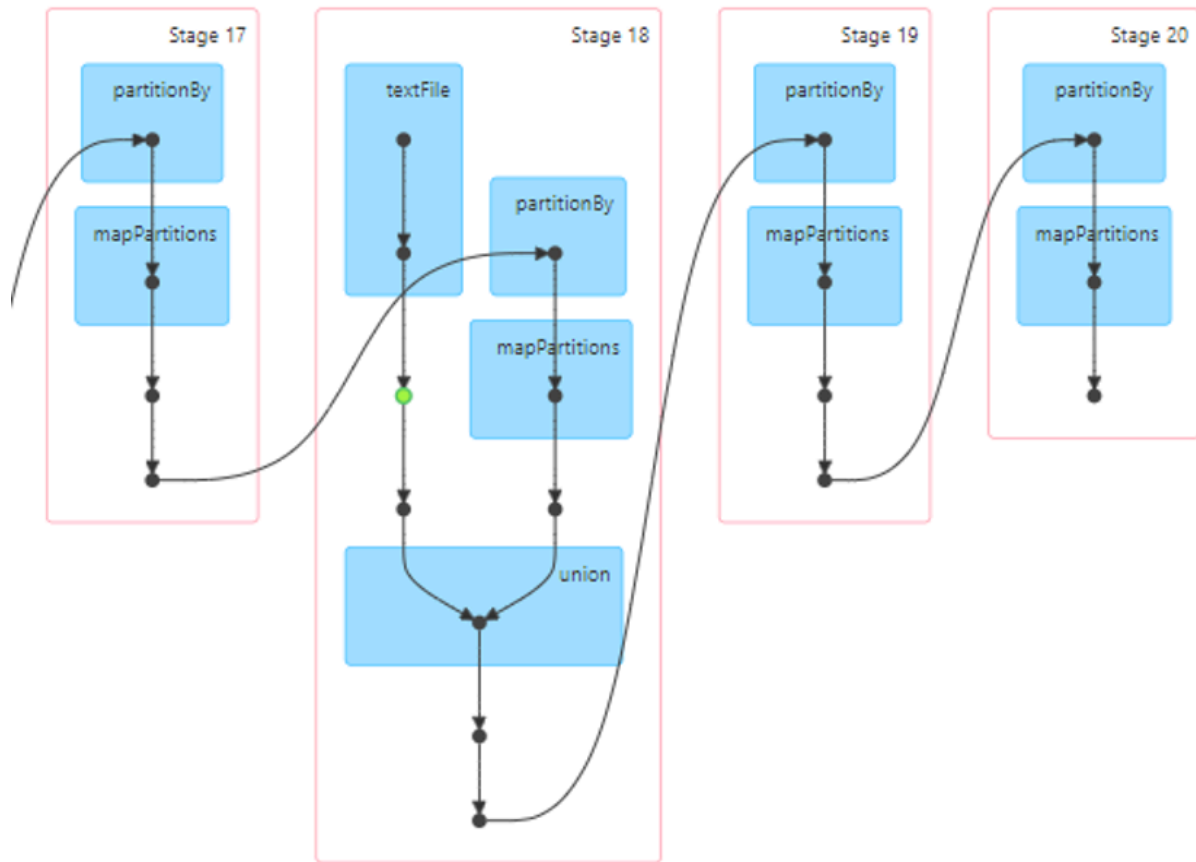 Stage 17
partitionBy
mapPartitions
Stage 18
textFile
partitionBy
mapPartitions
union
Stage 19
partitionBy
mapPartitions
Stage 20
partitionBy
mapPartitions